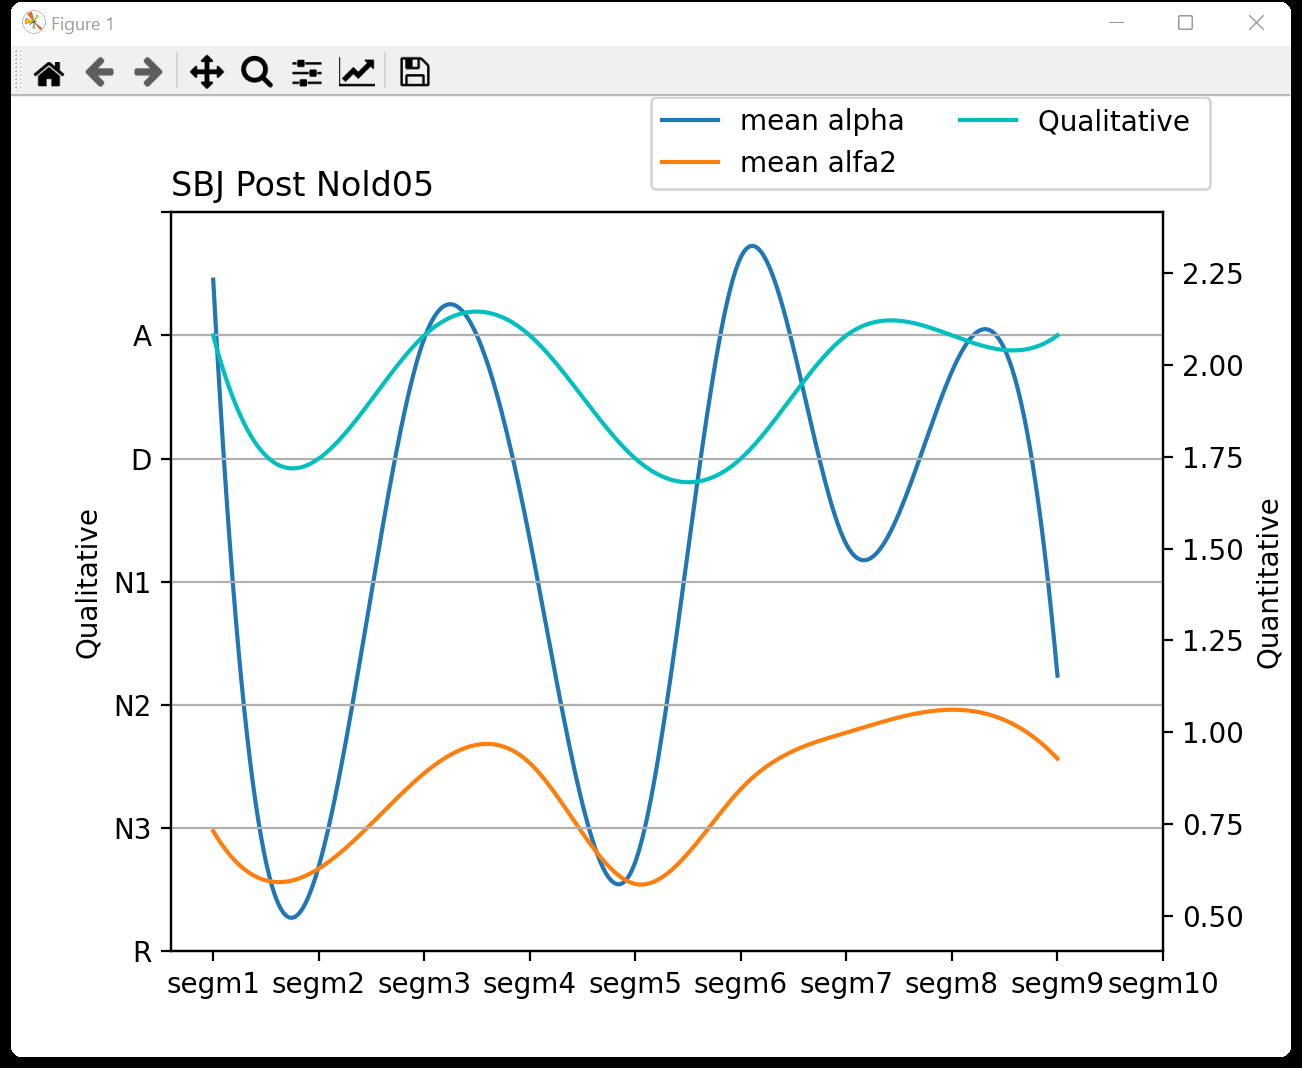 Figure 1
mean alpha
Qualitative
mean alfa2
SBJ Post Nold05
A
D
N1
N2
N3
R
Qualitative
2.25
2.00
1.75
1.50
1.25
1.00
0.75
0.50
Quantitative
segm1 segm2 segm3 segm4 segm5 segm6 segm7 segm8 segm9 segm10